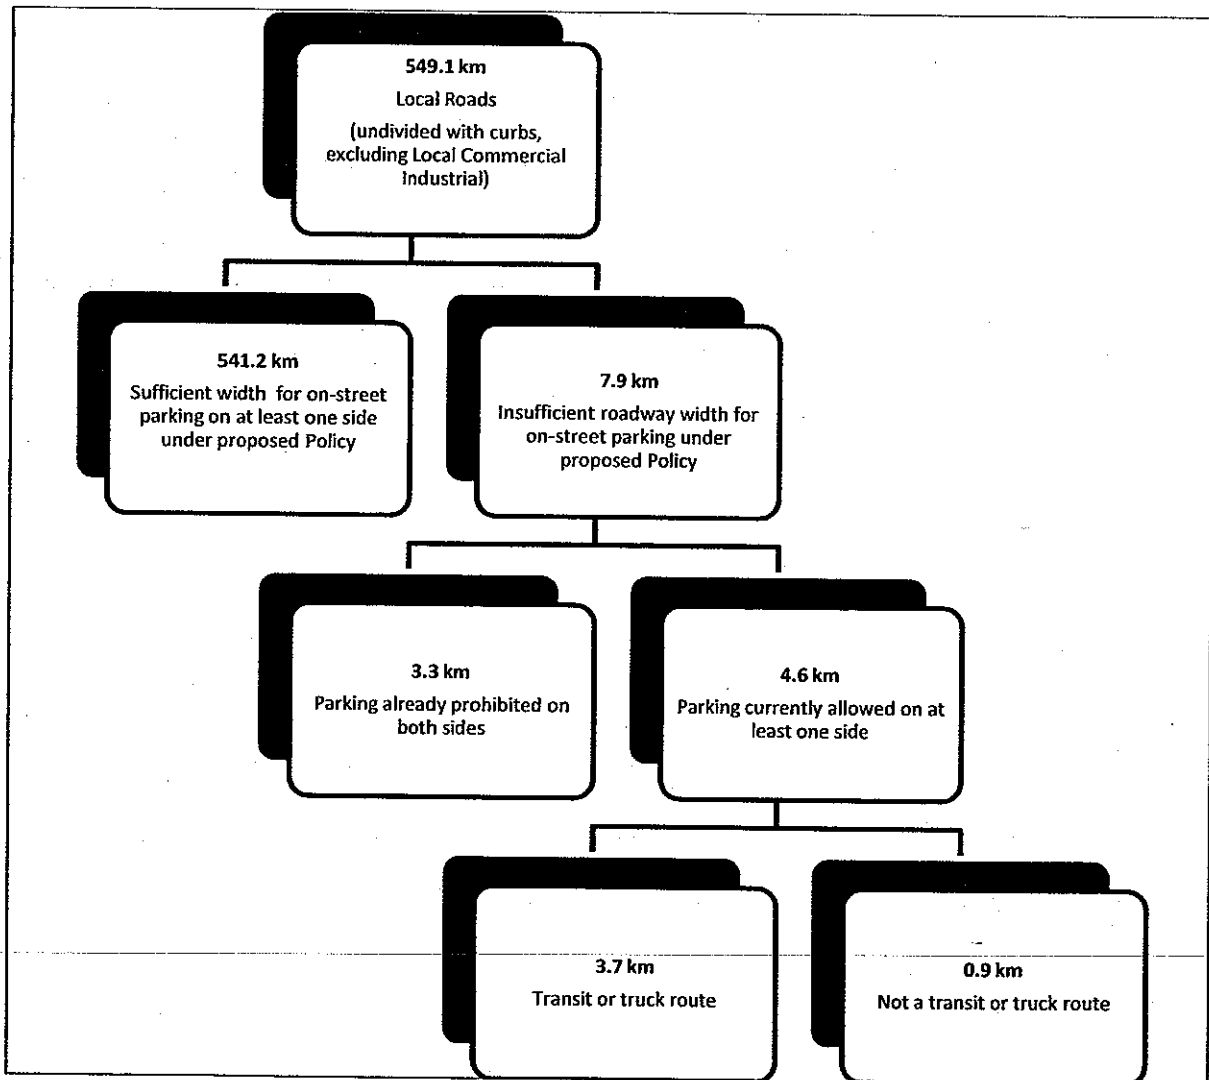 549.1 km
Local Roads
(undivided with curbs,
excluding Local Commercial
Industrial)
541.2 km
Sufficient width for on-street
parking on at least one side
under proposed Policy
7.9 km
Insufficient roadway width for
on-street parking under
proposed Policy
3.3 km
Parking already prohibited on
both sides
4.6 km
Parking currently allowed on at
least one side
3.7 km
Transit or truck route
0.9 km
Not a transit or truck route